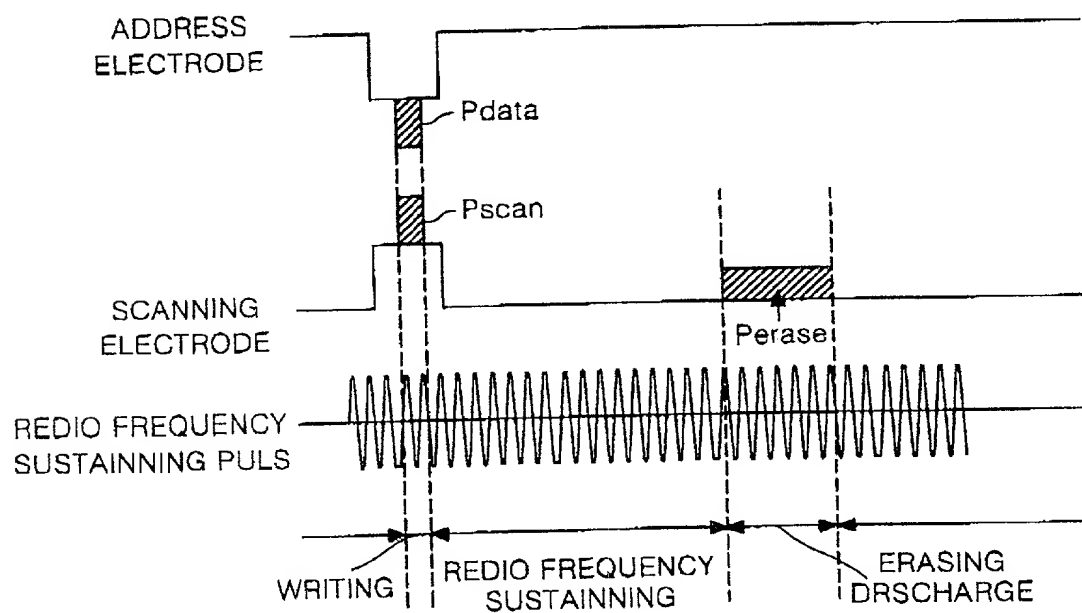 ADDRESS
ELECTRODE
Pdata
Pscan
SCANNING
ELECTRODE
Perase
REDIO FREQUENCY
SUSTAINNING PULS
WRITING
REDIO FREQUENCY
SUSTAINNING
ERASING
DRSCHARGE